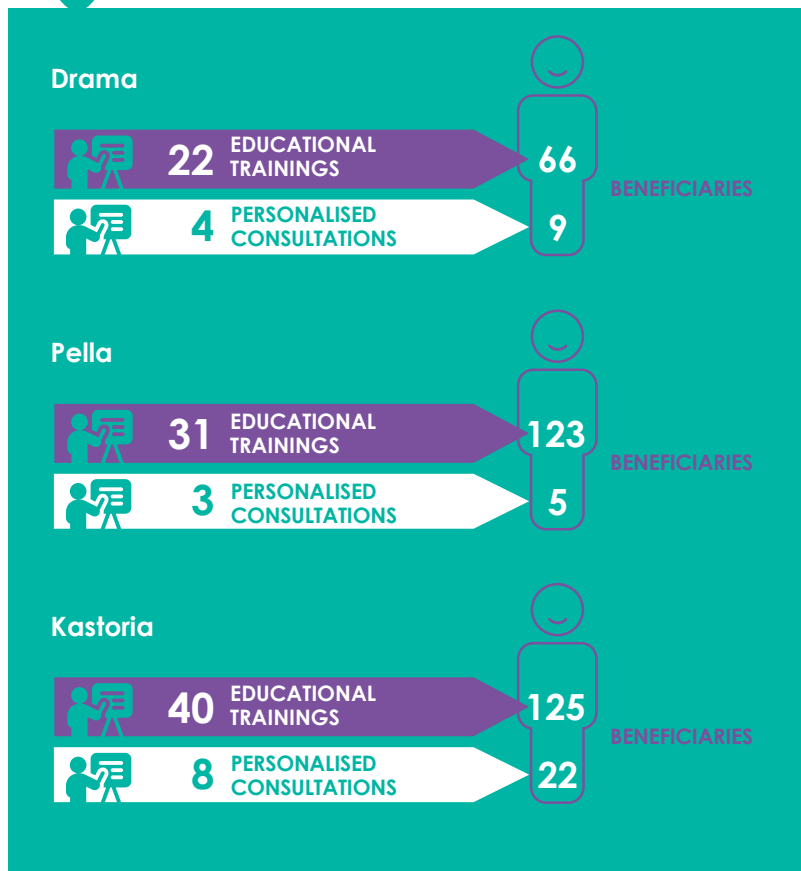 Drama
22 EDUCATIONAL
TRAININGS
66
4 PERSONALISED
CONSULTATIONS
9
BENEFICIARIES
Pella
31 EDUCATIONAL
TRAININGS
123
3 PERSONALISED
CONSULTATIONS
5
BENEFICIARIES
Kastoria
40 EDUCATIONAL
TRAININGS
125
8 PERSONALISED
CONSULTATIONS
22
BENEFICIARIES